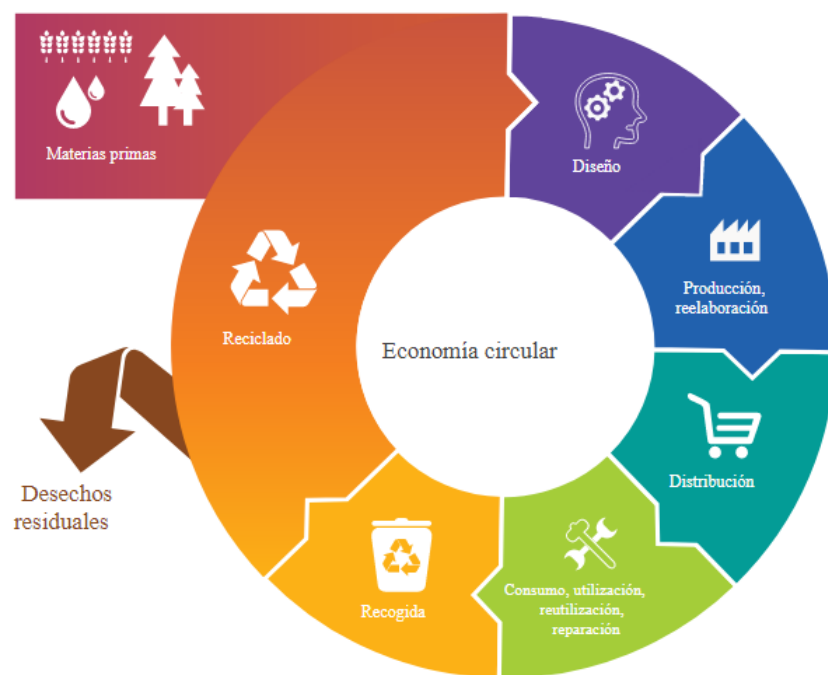 Materias primas
Diseño
Producción,
reelaboración
Reciclado
Economía circular
Distribución
Desechos
residuales
Consumo, utilización,
reutilización,
reparación
Recogida